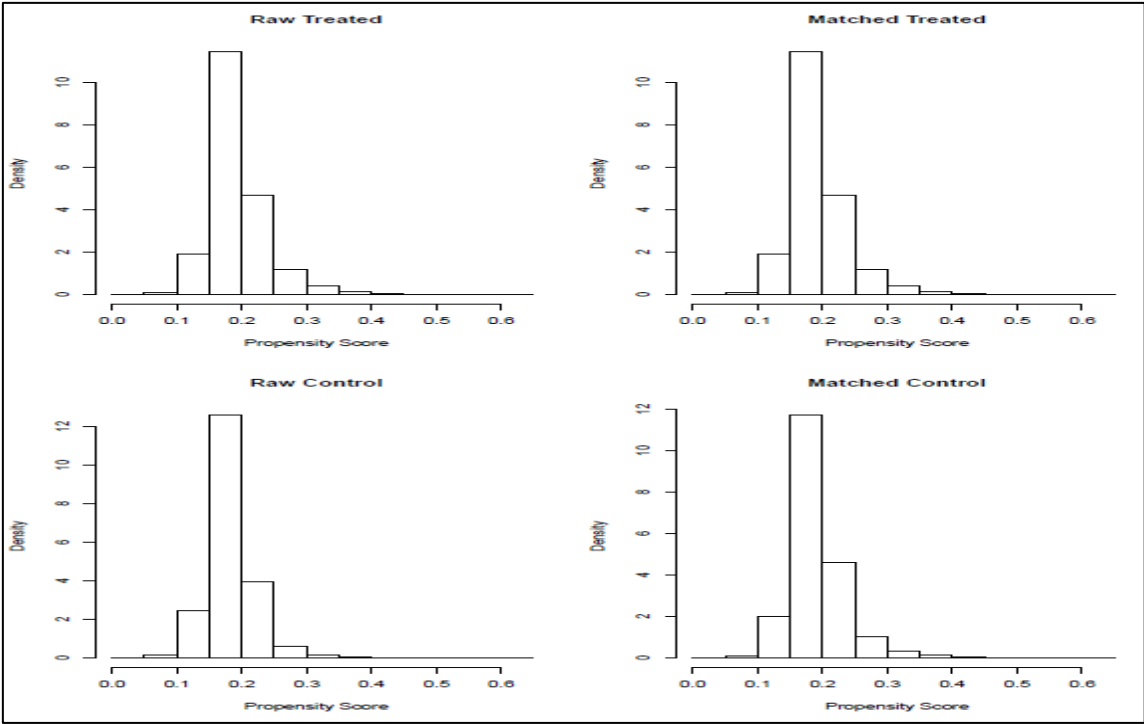 Raw Treated
Density
0 2 4 6 8 10
0.0 0.1 0.2 0.3 0.4 0.5 0.6
Propensity Score
Matched Treated
Density
0 2 4 6 8 10
0.0 0.1 0.2 0.3 0.4 0.5 0.6
Propensity Score
Raw Control
Density
0 2 4 6 8 10 12
0.0 0.1 0.2 0.3 0.4 0.5 0.6
Propensity Score
Matched Control
Density
0 2 4 6 8 10 12
0.0 0.1 0.2 0.3 0.4 0.5 0.6
Propensity Score